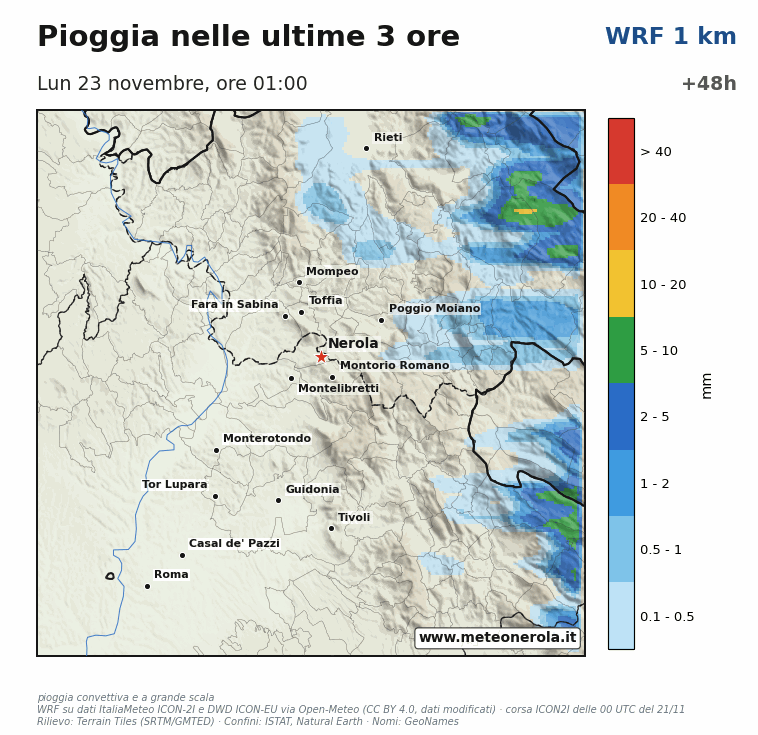 Pioggia nelle ultime 3 ore
WRF 1 km
Lun 23 novembre, ore 01:00
+48h
Rieti
Mompeo
Fara in Sabina
Toffia
Poggio Moiano
Nerola
Montorio Romano
Montelibretti
Monterotondo
Tor Lupara
Guidonia
Tivoli
Casal de' Pazzi
Roma
www.meteonerola.it
> 40
20 - 40
10 - 20
5 - 10
2 - 5
1 - 2
0.5 - 1
0.1 - 0.5
mm
pioggia convettiva e a grande scala
WRF su dati ItaliaMeteo ICON-2I e DWD ICON-EU via Open-Meteo (CC BY 4.0, dati modificati) · corsa ICON2I delle 00 UTC del 21/11
Rilievo: Terrain Tiles (SRTM/GMTED) · Confini: ISTAT, Natural Earth · Nomi: GeoNames